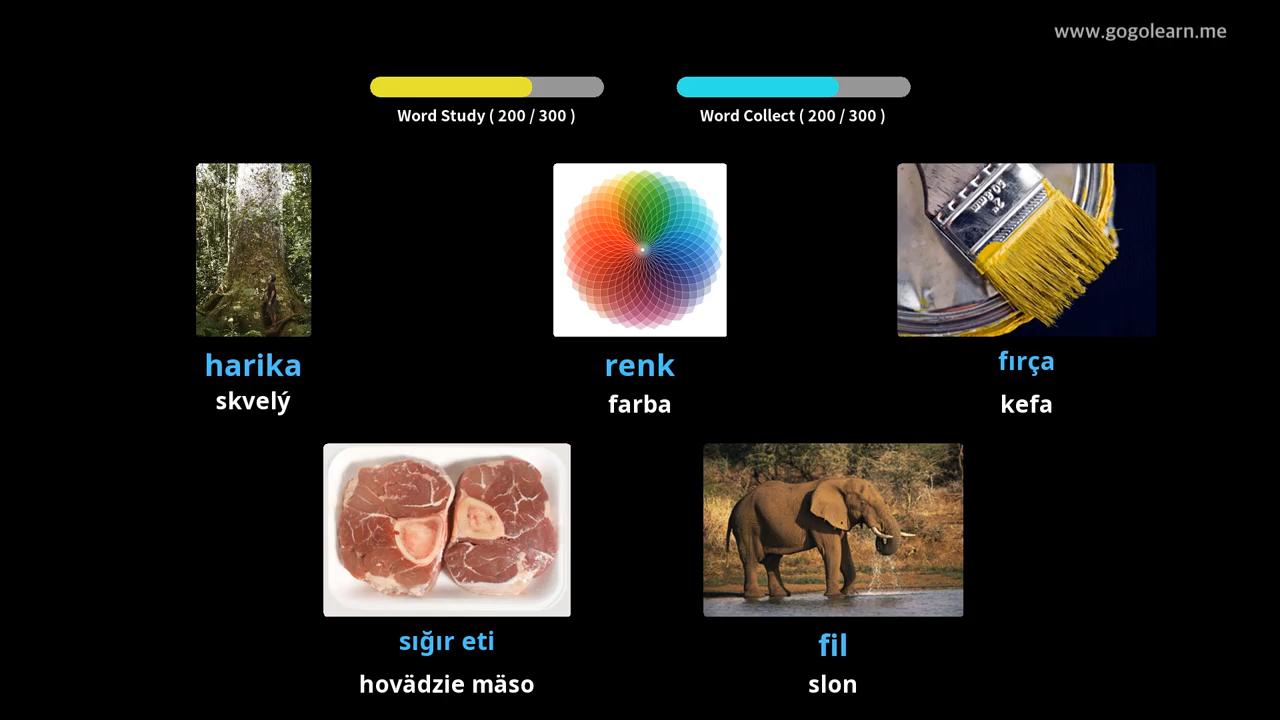 www.gogolearn.me
Word Study ( 200 / 300 )
Word Collect ( 200 / 300 )
harika
skvelý
renk
farba
fırça
kefa
sığır eti
hovädzie mäso
fil
slon